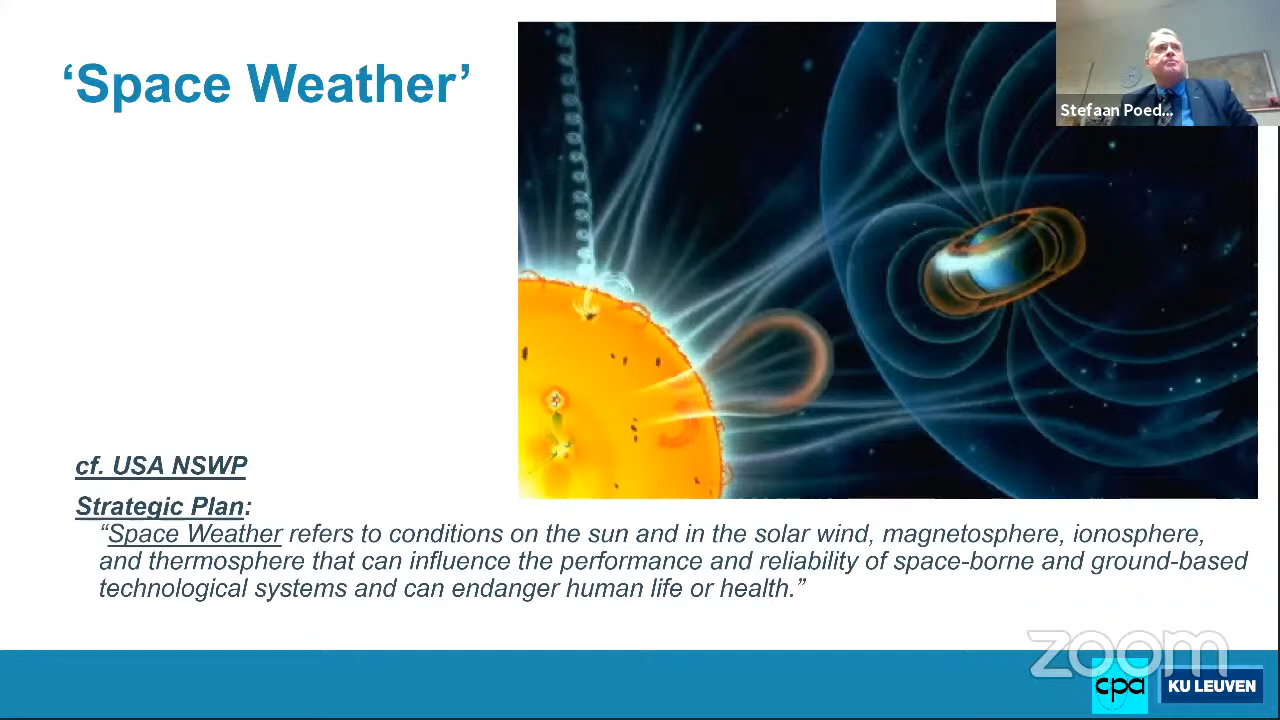 ‘Space Weather’
Stefaan Poed...
cf. USA NSWP
Strategic Plan:
“Space Weather refers to conditions on the sun and in the solar wind, magnetosphere, ionosphere,
and thermosphere that can influence the performance and reliability of space-borne and ground-based
technological systems and can endanger human life or health.”
zoom
cpa
KU LEUVEN